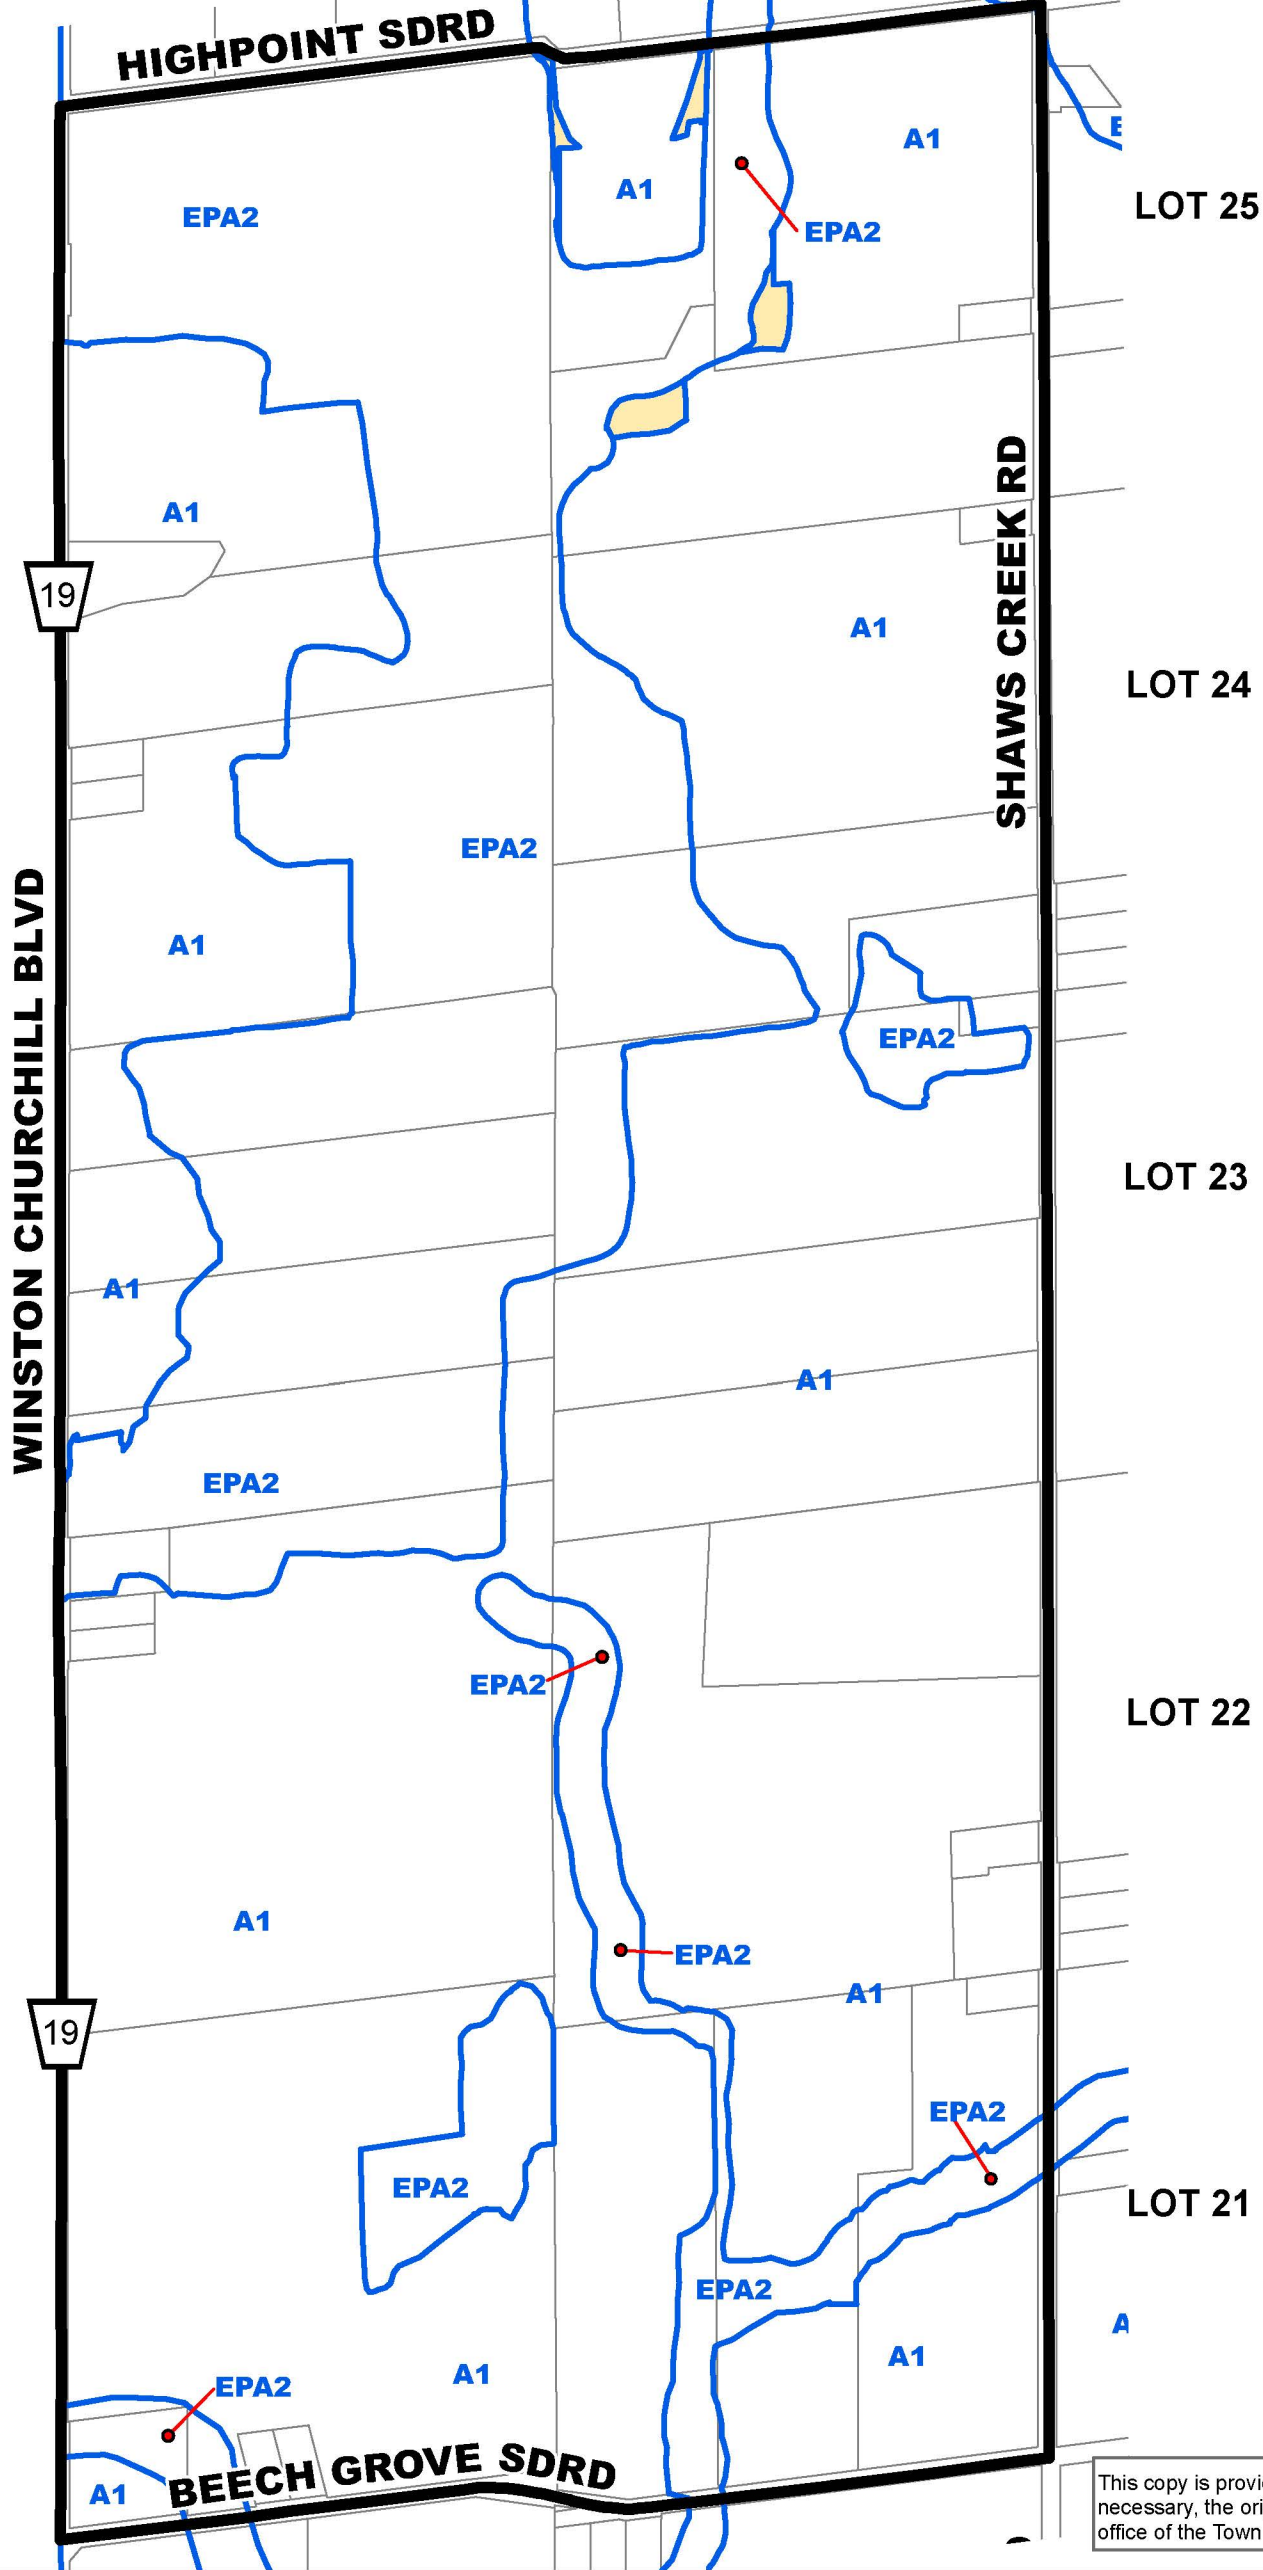 HIGHPOINT SDRD
A1
E
A1
LOT 25
EPA2
EPA2
A1
19
SHAWS CREEK RD
A1
LOT 24
EPA2
WINSTON CHURCHILL BLVD
A1
EPA2
LOT 23
A1
A1
EPA2
EPA2
LOT 22
A1
EPA2
A1
19
EPA2
EPA2
LOT 21
EPA2
A
A1
A1
EPA2
BEECH GROVE SDRD
A1
This copy is provi
necessary, the ori
office of the Town